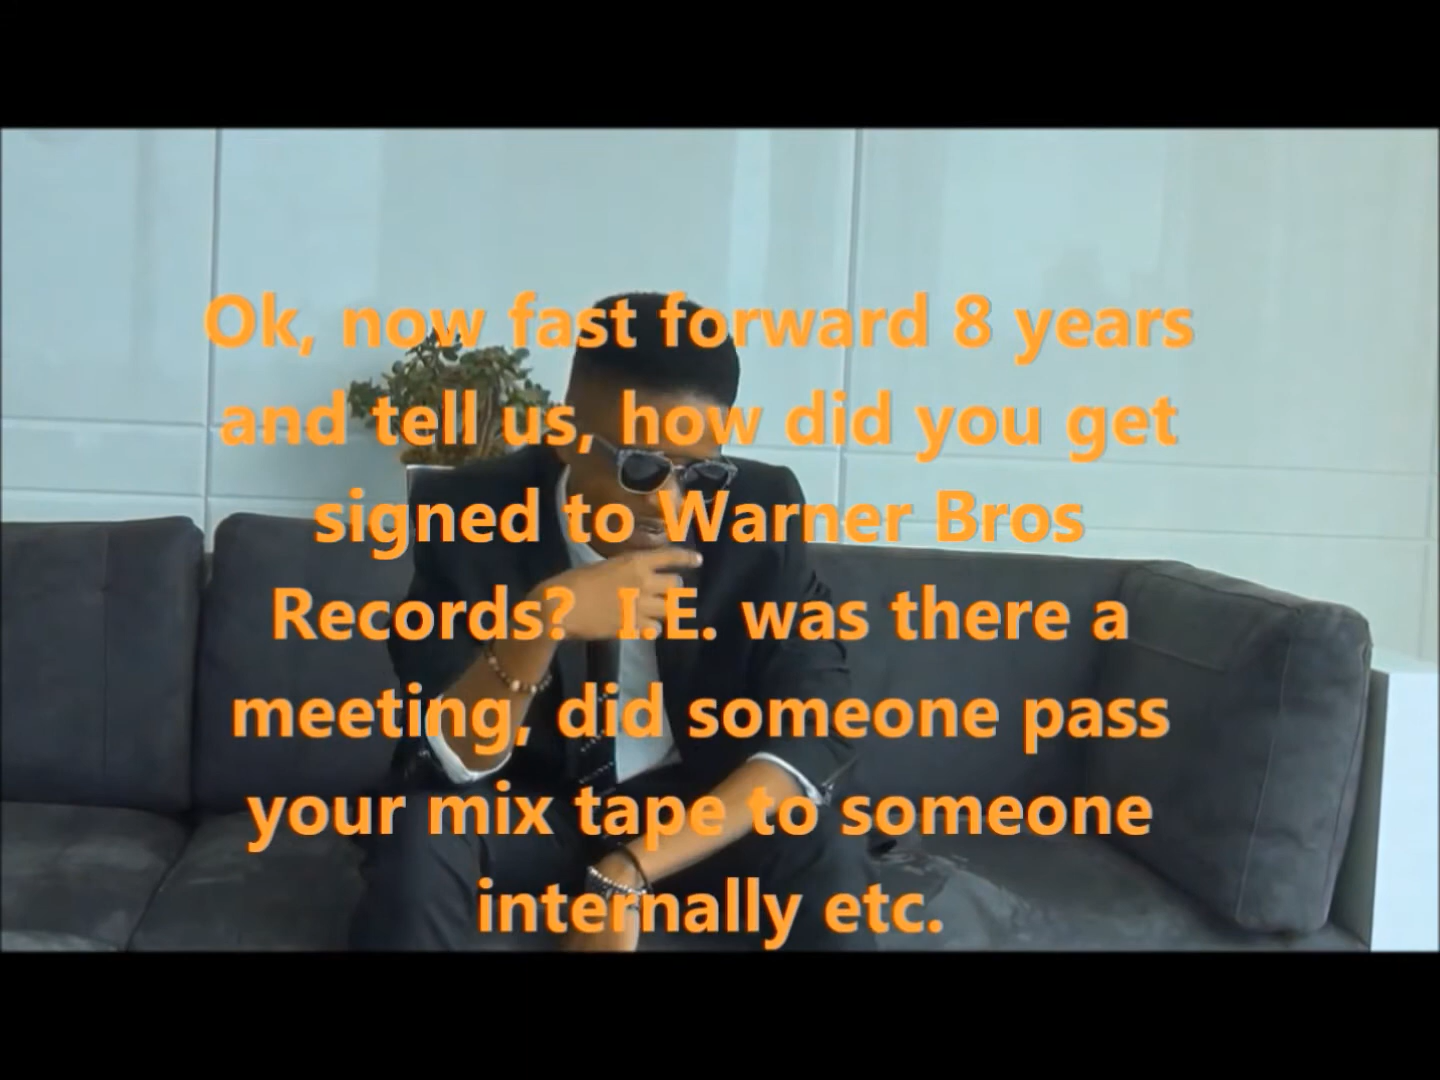 Ok, now fast forward 8 years
and tell us, how did you get
signed to Warner Bros
Records?  I.E. was there a
meeting, did someone pass
your mix tape to someone
internally etc.